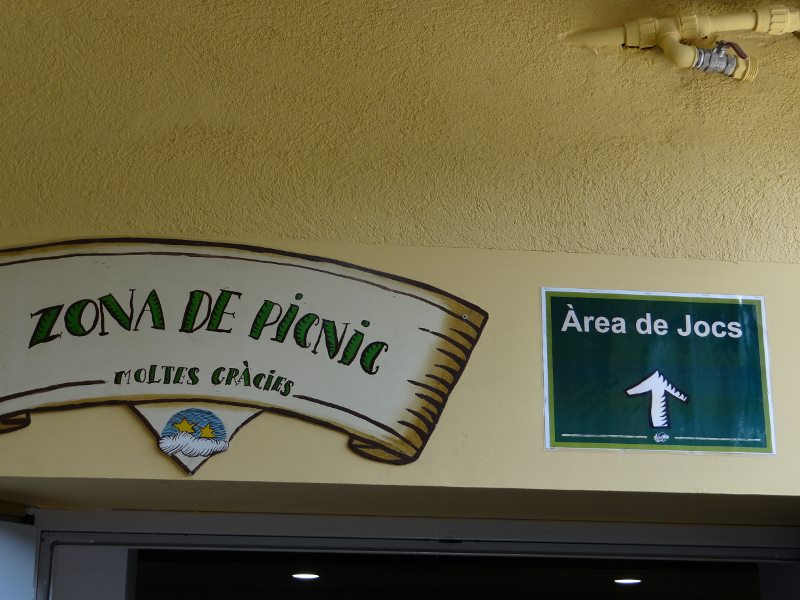 ZONA DE PICNIC
MOLTES GRÀCIES
Àrea de Jocs